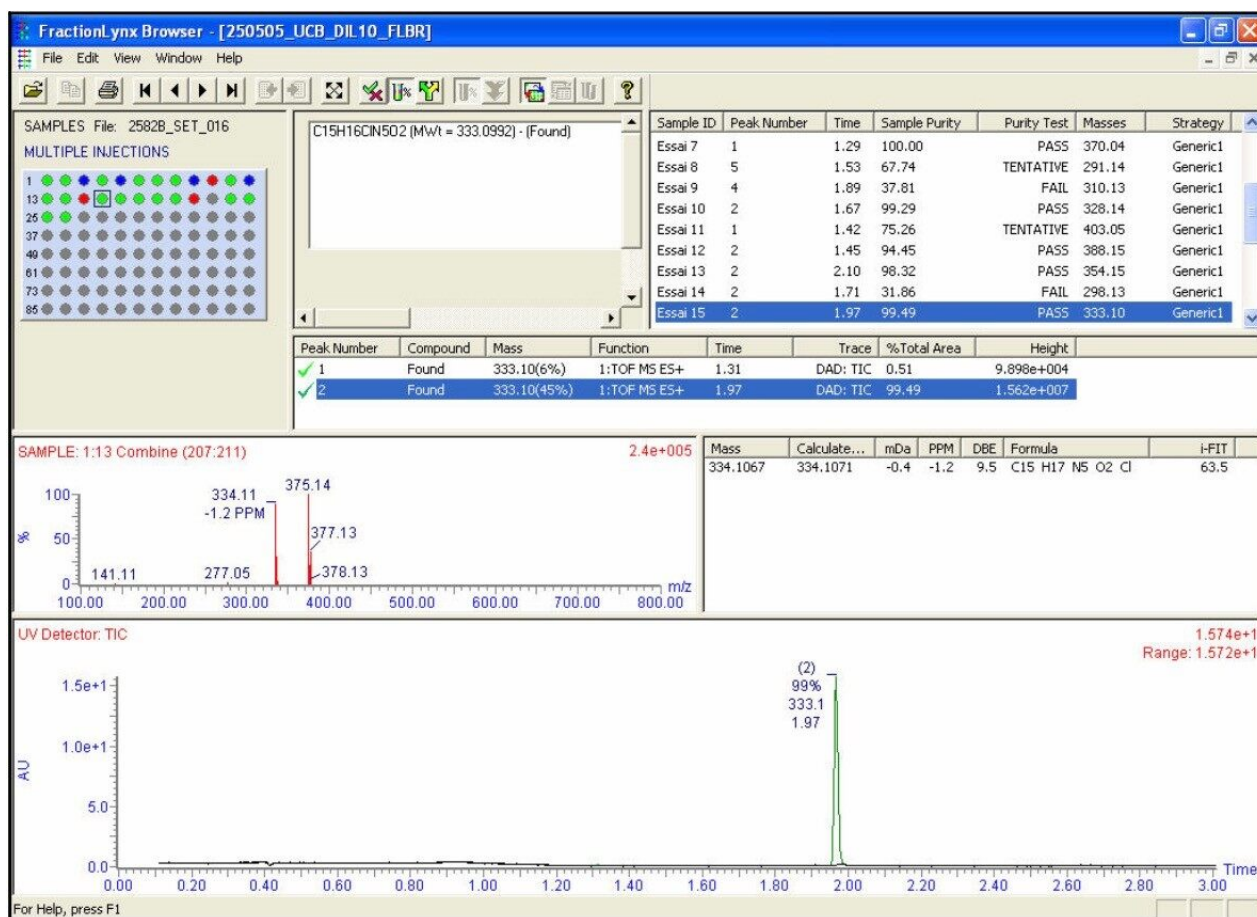 FractionLynx Browser - [250505_UCB_DIL10_FLBR]
File Edit View Window Help
SAMPLES File: 2582B_SET_016
MULTIPLE INJECTIONS
1
13
25
37
49
61
73
85
C15H16ClN5O2 (MWt = 333.0992) - (Found)
Sample ID Peak Number Time Sample Purity Purity Test Masses Strategy
Essai 7 1 1.29 100.00 PASS 370.04 Generic1
Essai 8 5 1.53 67.74 TENTATIVE 291.14 Generic1
Essai 9 4 1.89 37.81 FAIL 310.13 Generic1
Essai 10 2 1.67 99.29 PASS 328.14 Generic1
Essai 11 1 1.42 75.26 TENTATIVE 403.05 Generic1
Essai 12 2 1.45 94.45 PASS 388.15 Generic1
Essai 13 2 2.10 98.32 PASS 354.15 Generic1
Essai 14 2 1.71 31.86 FAIL 298.13 Generic1
Essai 15 2 1.97 99.49 PASS 333.10 Generic1
Peak Number Compound Mass Function Time Trace %Total Area Height
1 Found 333.10(6%) 1:TOF MS ES+ 1.31 DAD: TIC 0.51 9.898e+004
2 Found 333.10(45%) 1:TOF MS ES+ 1.97 DAD: TIC 99.49 1.562e+007
SAMPLE: 1:13 Combine (207:211) 2.4e+005
100
%
50
0
334.11
-1.2 PPM
375.14
377.13
378.13
141.11
277.05
m/z
100.00 200.00 300.00 400.00 500.00 600.00 700.00 800.00
Mass Calculate... mDa PPM DBE Formula i-FIT
334.1067 334.1071 -0.4 -1.2 9.5 C15 H17 N5 O2 Cl 63.5
UV Detector: TIC 1.574e+1
Range: 1.572e+1
(2)
99%
333.1
1.97
1.5e+1
1.0e+1
AU
5.0
0.0
Time
0.00 0.20 0.40 0.60 0.80 1.00 1.20 1.40 1.60 1.80 2.00 2.20 2.40 2.60 2.80 3.00
For Help, press F1